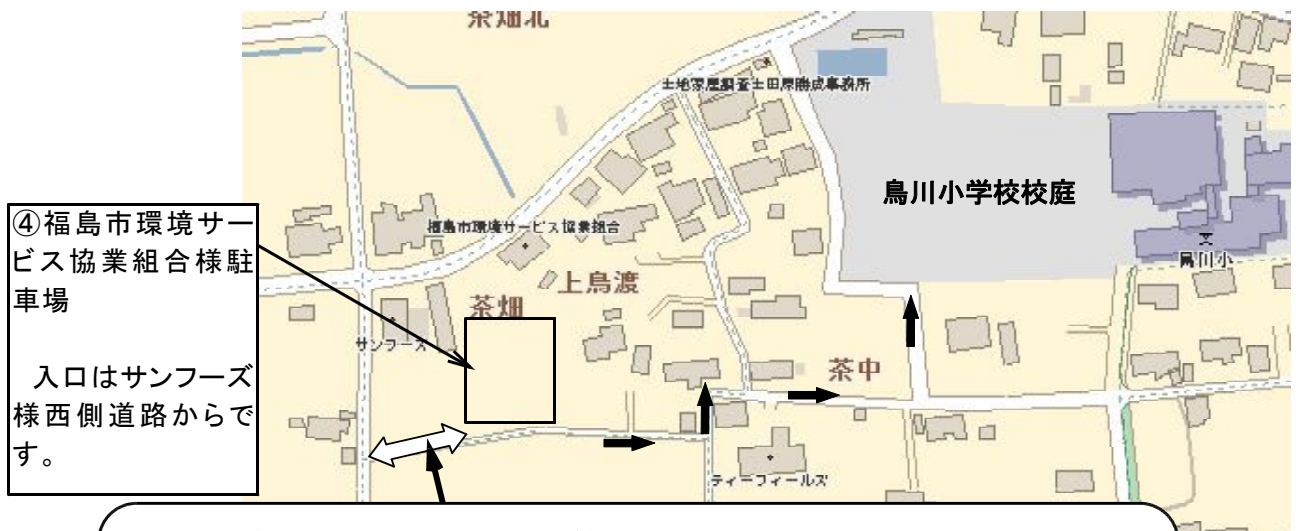 茶畑北
土地家屋調査士田原勝成事務所
鳥川小学校校庭
④福島市環境サー
ビス協業組合様駐
車場
入口はサンフーズ
様西側道路からで
す。
福島市環境サービス協業組合
鳥川小
上鳥渡
茶畑
サンフーズ
茶中
ティーフィールズ